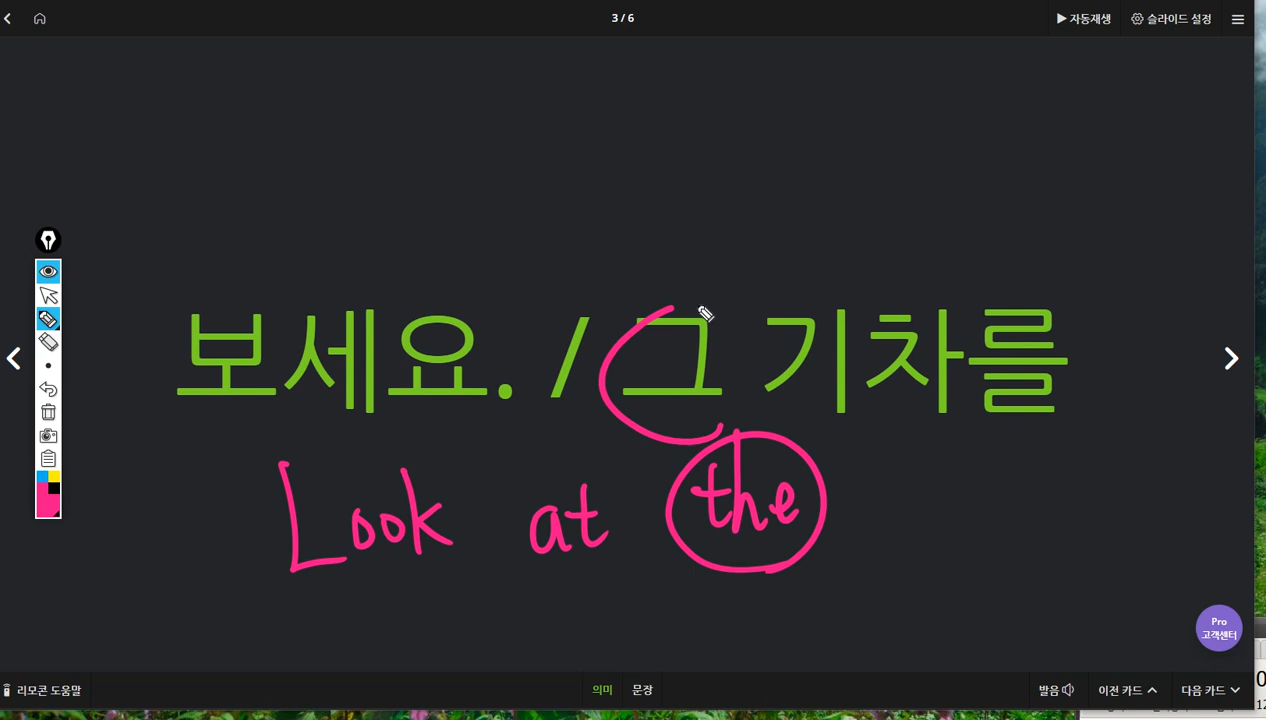 3 / 6
자동재생
슬라이드 설정
보세요. / 그 기차를
Look at the
Pro
고객센터
리모콘 도움말
의미
문장
발음
이전 카드
다음 카드